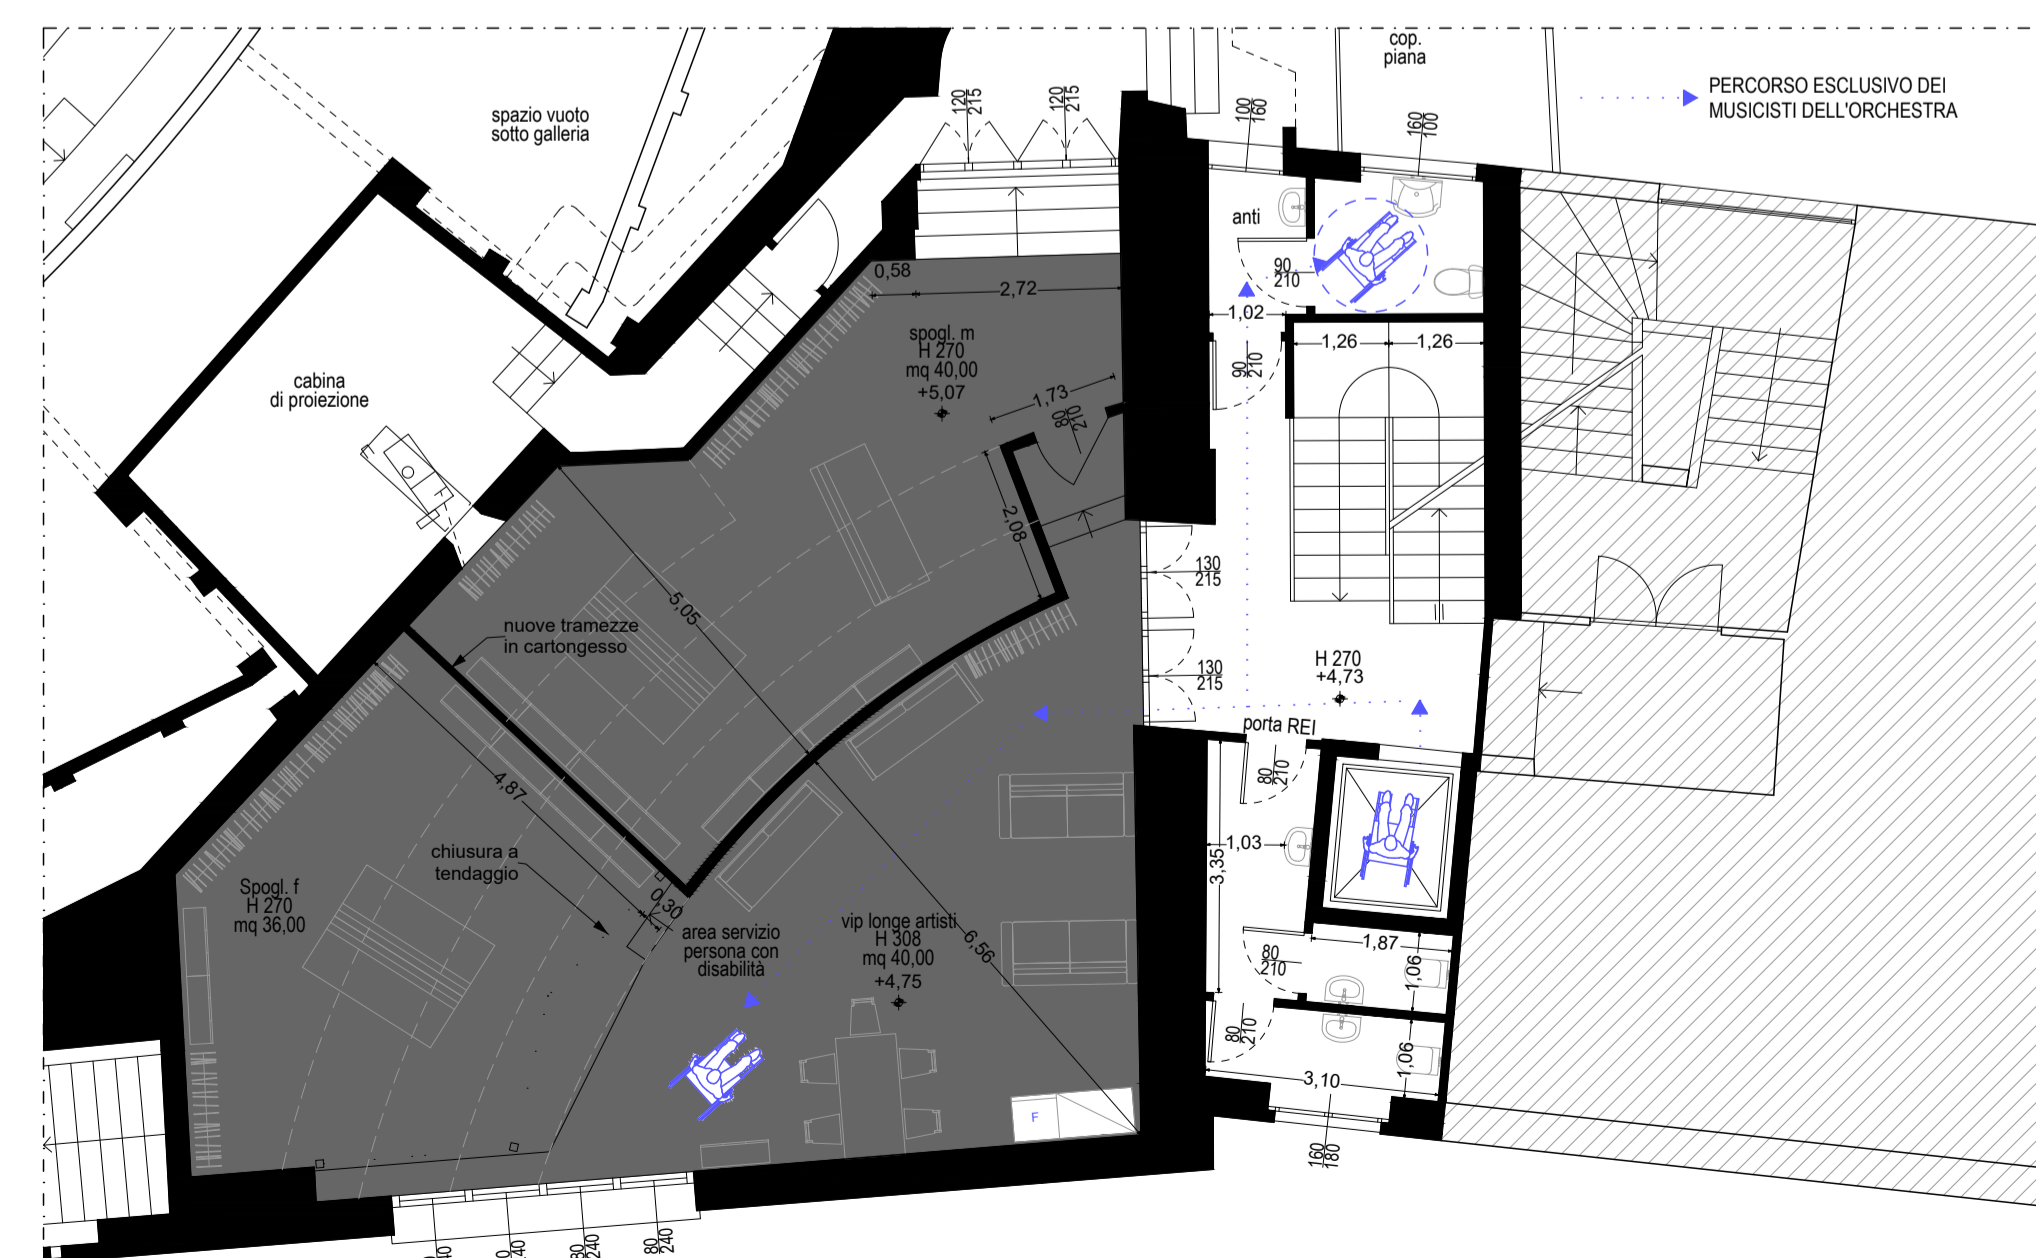 cop.
piana
PERCORSO ESCLUSIVO DEI
MUSICISTI DELL'ORCHESTRA
spazio vuoto
sotto galleria
120
215
120
215
100
160
160
100
anti
90
210
0,58
2,72
1,02
spogl. m
H 270
mq 40,00
+5,07
1,26
1,26
90
210
cabina
di proiezione
1,73
80
210
2,08
130
215
5,05
nuove tramezze
in cartongesso
130
215
H 270
+4,73
porta REI
80
210
4,87
1,03
3,35
chiusura a
tendaggio
0,30
Spogl. f
H 270
mq 36,00
area servizio
persona con
disabilità
vip longe artisti
H 308
mq 40,00
+4,75
6,56
1,87
80
210
1,06
80
210
1,06
3,10
F
160
180
40
240
80
240
80
240